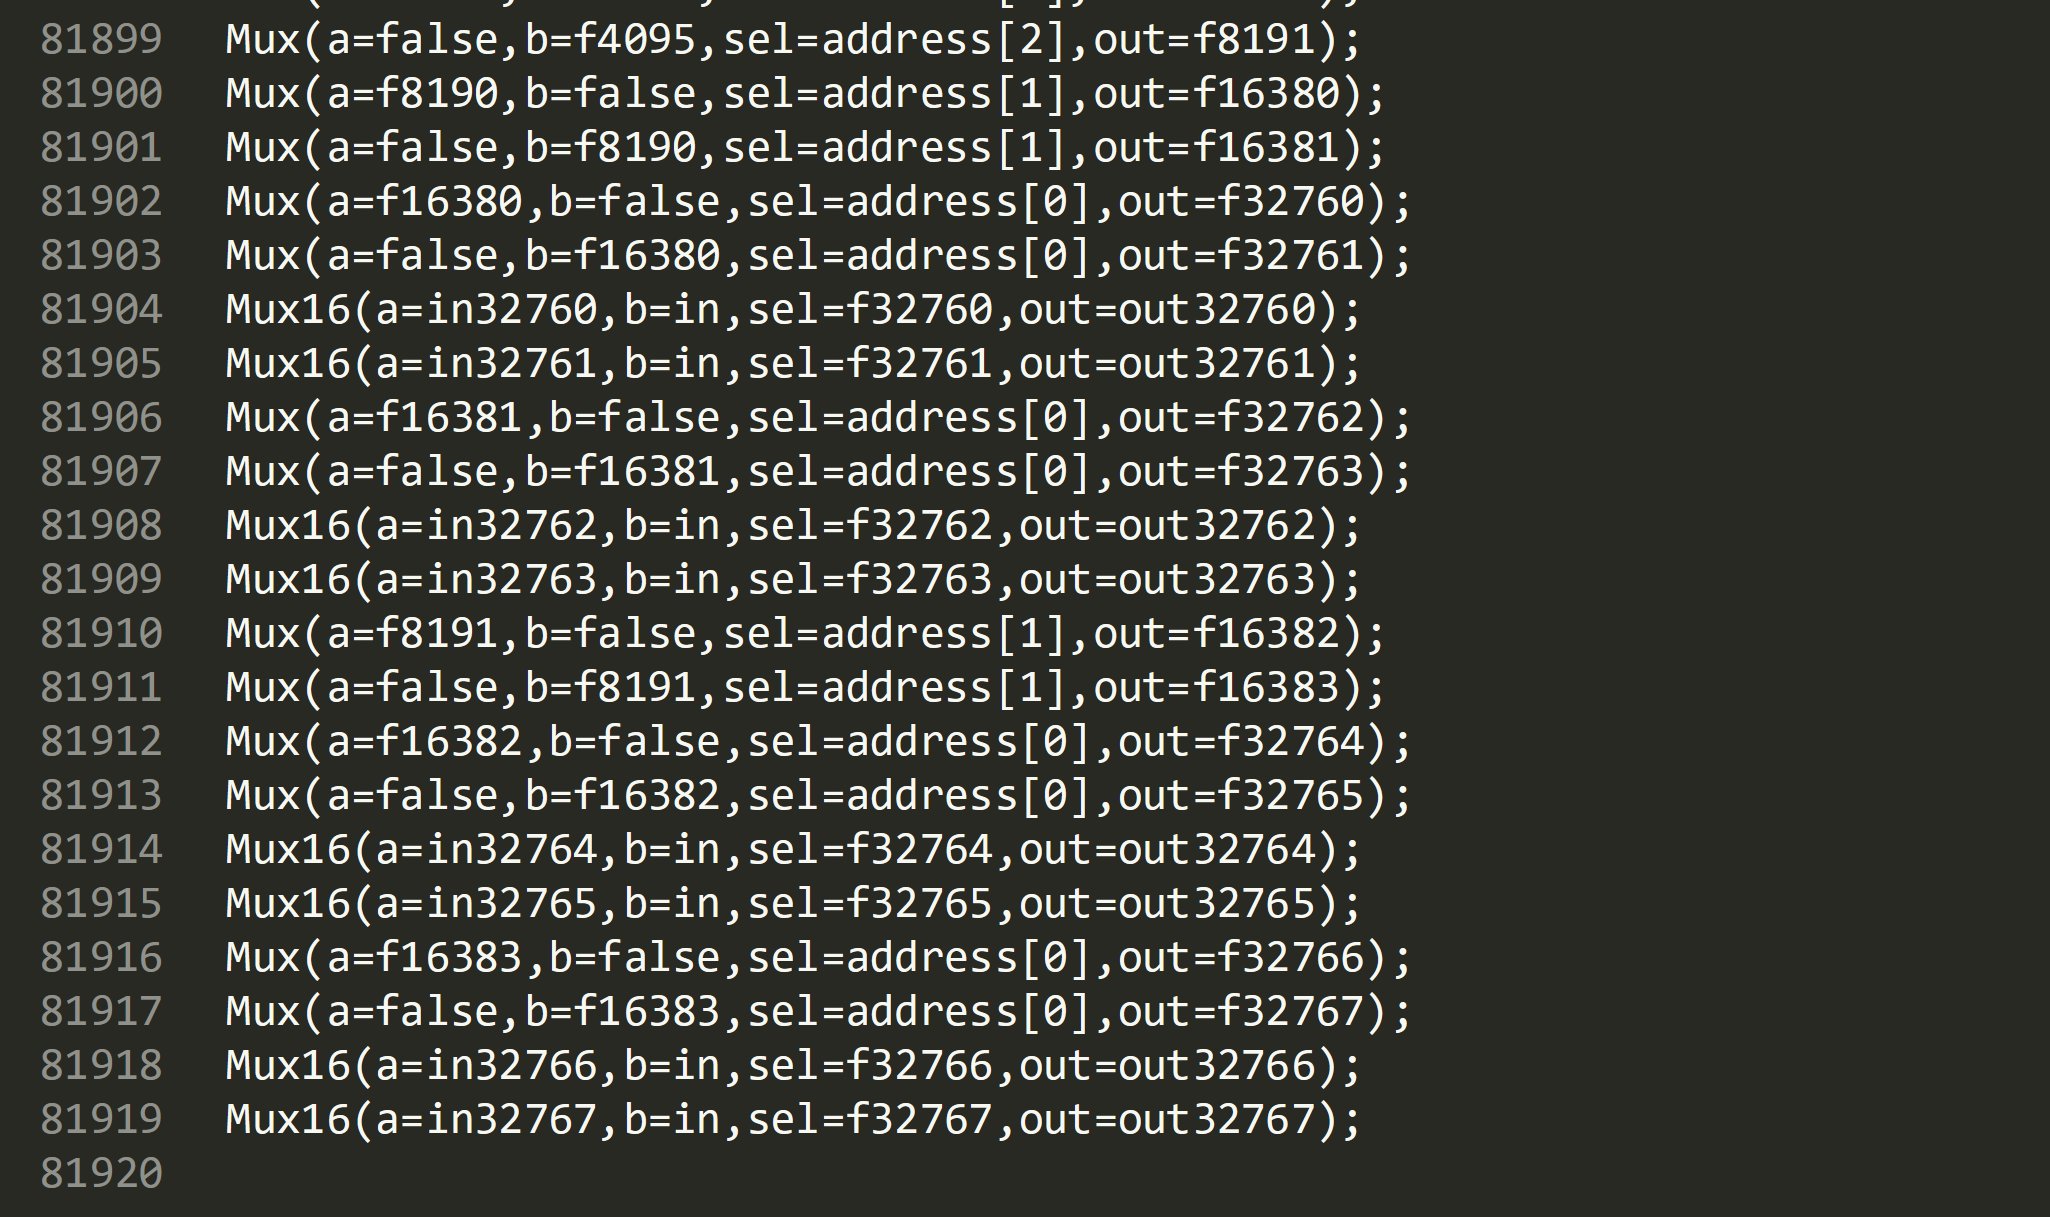 81899 Mux(a=false,b=f4095,sel=address[2],out=f8191);
81900 Mux(a=f8190,b=false,sel=address[1],out=f16380);
81901 Mux(a=false,b=f8190,sel=address[1],out=f16381);
81902 Mux(a=f16380,b=false,sel=address[0],out=f32760);
81903 Mux(a=false,b=f16380,sel=address[0],out=f32761);
81904 Mux16(a=in32760,b=in,sel=f32760,out=out32760);
81905 Mux16(a=in32761,b=in,sel=f32761,out=out32761);
81906 Mux(a=f16381,b=false,sel=address[0],out=f32762);
81907 Mux(a=false,b=f16381,sel=address[0],out=f32763);
81908 Mux16(a=in32762,b=in,sel=f32762,out=out32762);
81909 Mux16(a=in32763,b=in,sel=f32763,out=out32763);
81910 Mux(a=f8191,b=false,sel=address[1],out=f16382);
81911 Mux(a=false,b=f8191,sel=address[1],out=f16383);
81912 Mux(a=f16382,b=false,sel=address[0],out=f32764);
81913 Mux(a=false,b=f16382,sel=address[0],out=f32765);
81914 Mux16(a=in32764,b=in,sel=f32764,out=out32764);
81915 Mux16(a=in32765,b=in,sel=f32765,out=out32765);
81916 Mux(a=f16383,b=false,sel=address[0],out=f32766);
81917 Mux(a=false,b=f16383,sel=address[0],out=f32767);
81918 Mux16(a=in32766,b=in,sel=f32766,out=out32766);
81919 Mux16(a=in32767,b=in,sel=f32767,out=out32767);
81920